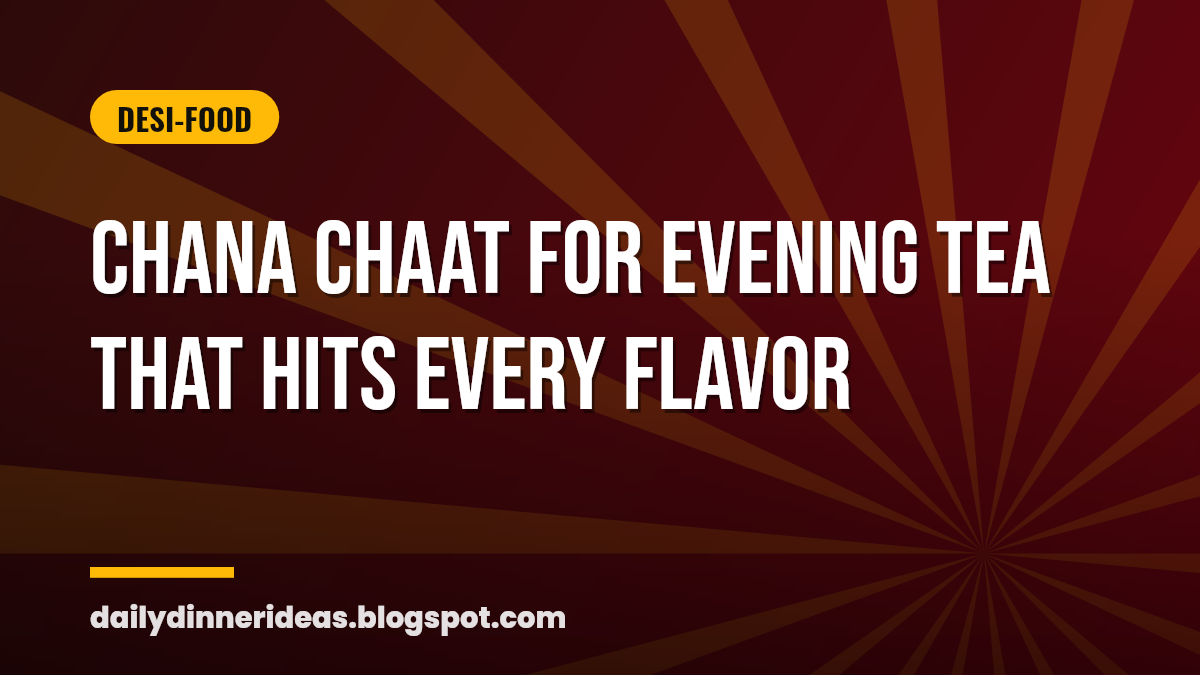 DESI-FOOD
CHANA CHAAT FOR EVENING TEA
THAT HITS EVERY FLAVOR
dailydinnerideas.blogspot.com